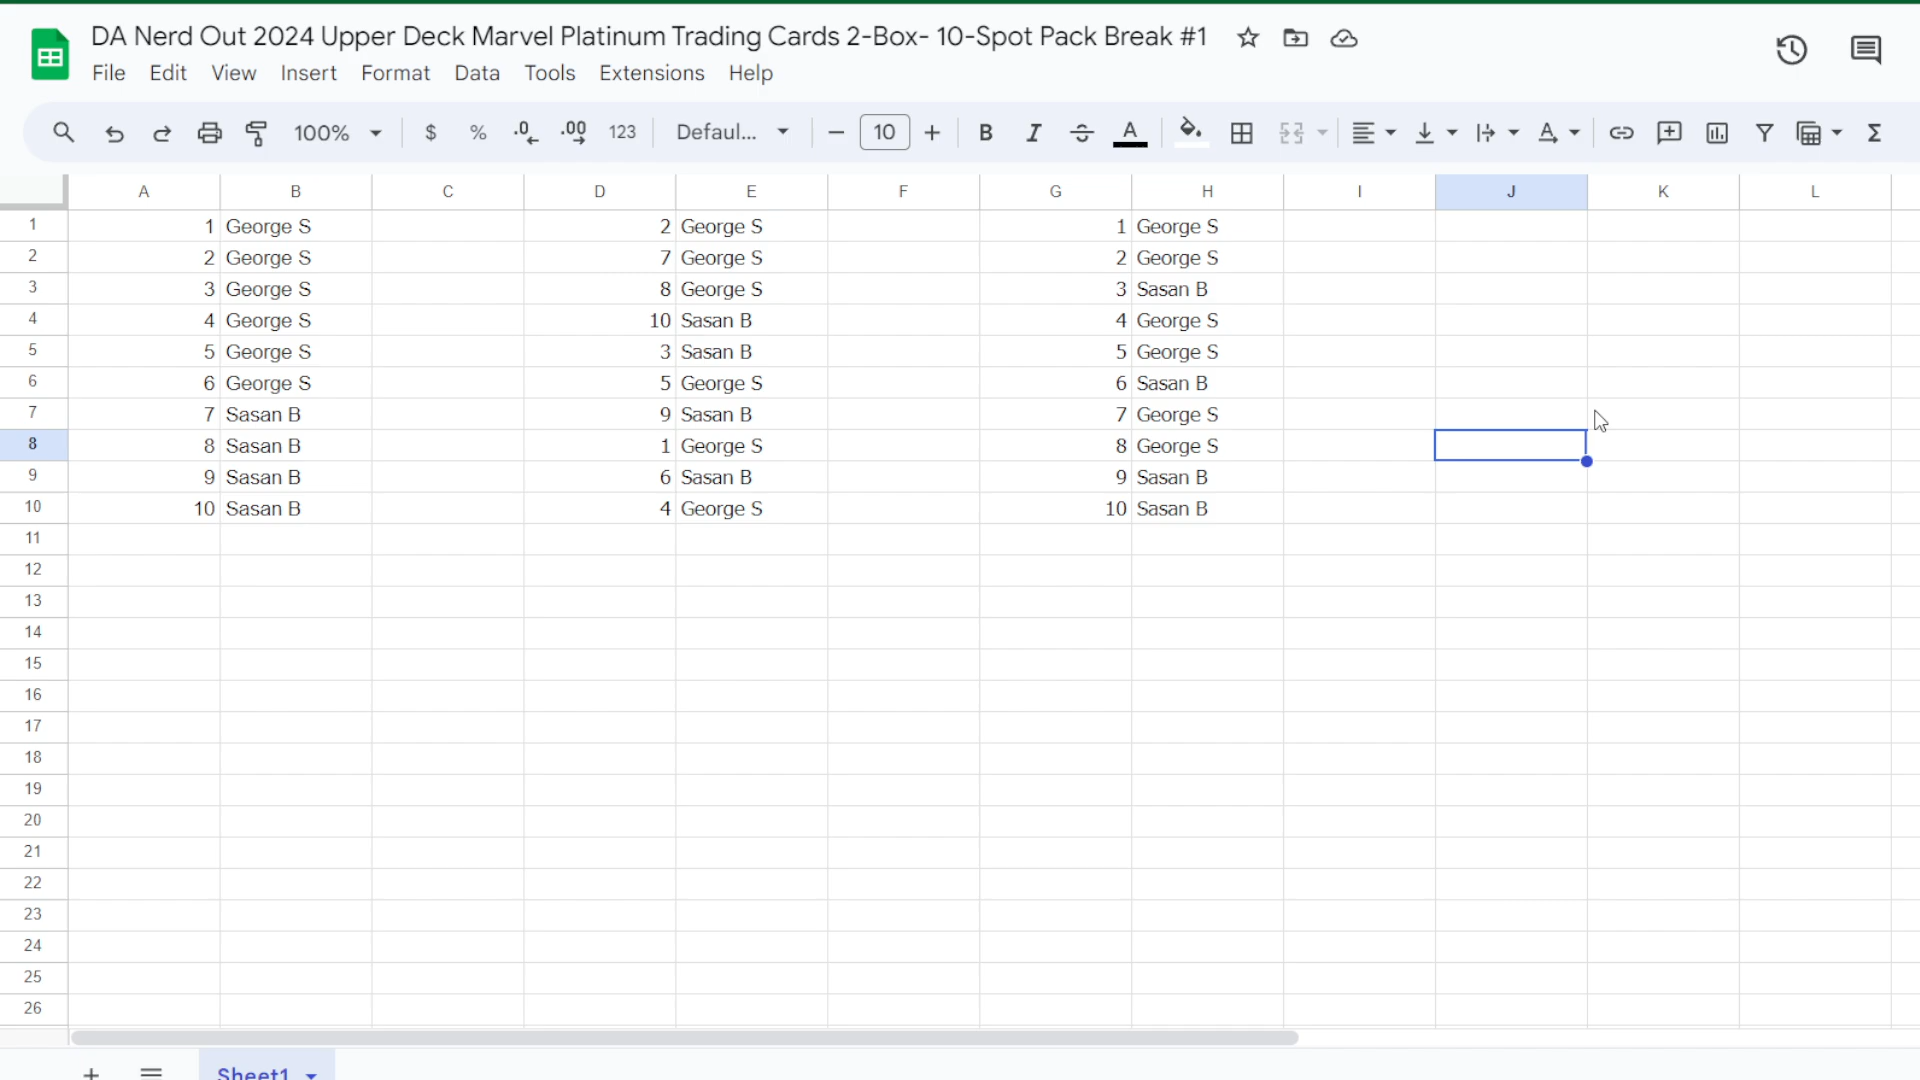 DA Nerd Out 2024 Upper Deck Marvel Platinum Trading Cards 2-Box- 10-Spot Pack Break #1
File Edit View Insert Format Data Tools Extensions Help
100% $ % .0 .00 123 Defaul... − 10 + B I A A Σ
A B C D E F G H I J K L
1 1 George S 2 George S 1 George S
2 2 George S 7 George S 2 George S
3 3 George S 8 George S 3 Sasan B
4 4 George S 10 Sasan B 4 George S
5 5 George S 3 Sasan B 5 George S
6 6 George S 5 George S 6 Sasan B
7 7 Sasan B 9 Sasan B 7 George S
8 8 Sasan B 1 George S 8 George S
9 9 Sasan B 6 Sasan B 9 Sasan B
10 10 Sasan B 4 George S 10 Sasan B
11
12
13
14
15
16
17
18
19
20
21
22
23
24
25
26
+ Sheet1